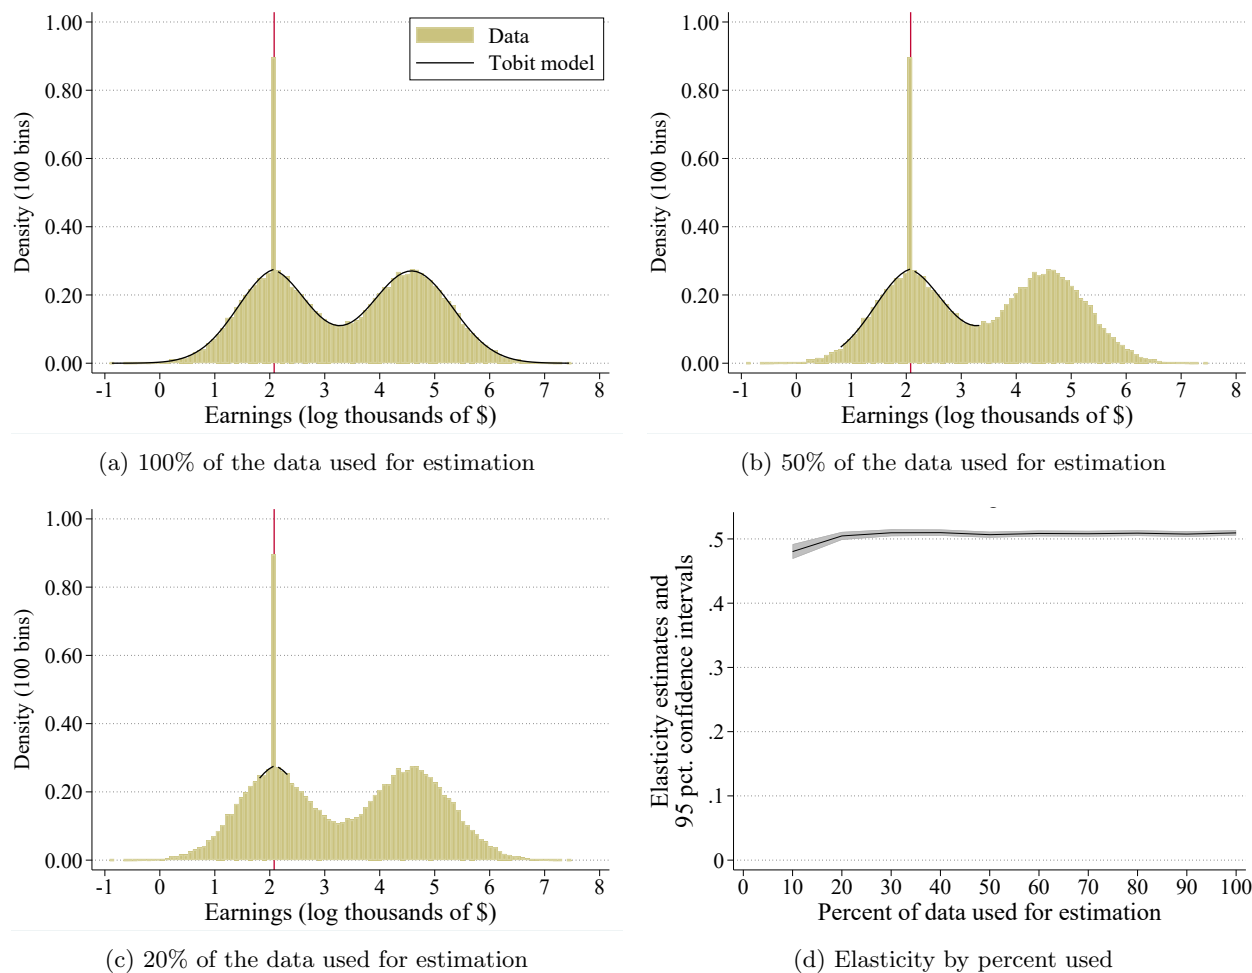 1.00
0.80
0.60
0.40
0.20
0.00
Density (100 bins)
Data
Tobit model
-1 0 1 2 3 4 5 6 7 8
Earnings (log thousands of $)
(a) 100% of the data used for estimation
1.00
0.80
0.60
0.40
0.20
0.00
Density (100 bins)
-1 0 1 2 3 4 5 6 7 8
Earnings (log thousands of $)
(b) 50% of the data used for estimation
1.00
0.80
0.60
0.40
0.20
0.00
Density (100 bins)
-1 0 1 2 3 4 5 6 7 8
Earnings (log thousands of $)
(c) 20% of the data used for estimation
.5
.4
.3
.2
.1
0
Elasticity estimates and
95 pct. confidence intervals
0 10 20 30 40 50 60 70 80 90 100
Percent of data used for estimation
(d) Elasticity by percent used